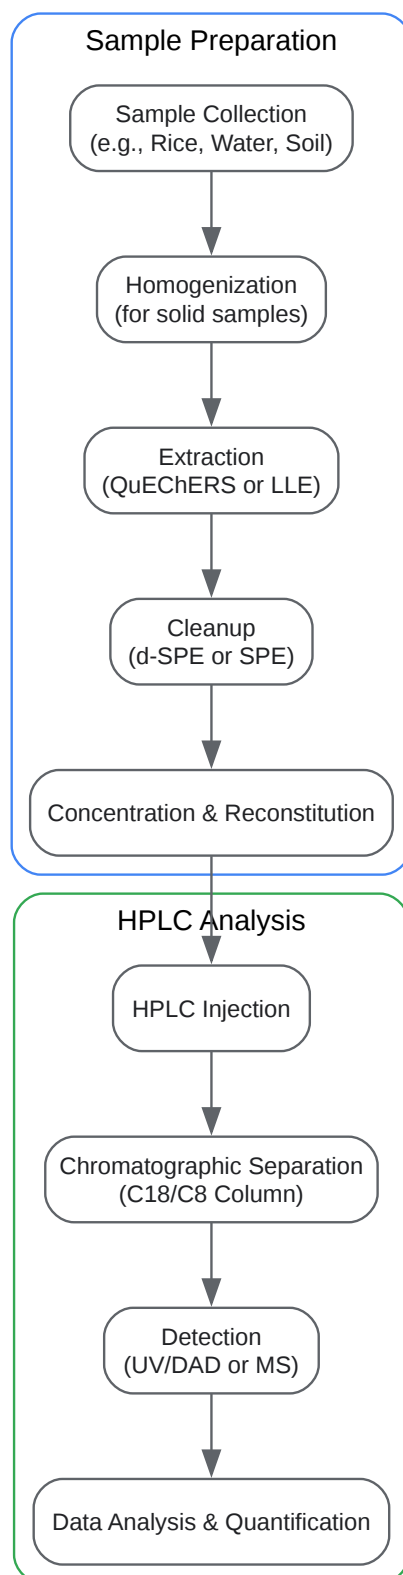 Sample Preparation
Sample Collection
(e.g., Rice, Water, Soil)
Homogenization
(for solid samples)
Extraction
(QuEChERS or LLE)
Cleanup
(d-SPE or SPE)
Concentration & Reconstitution
HPLC Analysis
HPLC Injection
Chromatographic Separation
(C18/C8 Column)
Detection
(UV/DAD or MS)
Data Analysis & Quantification